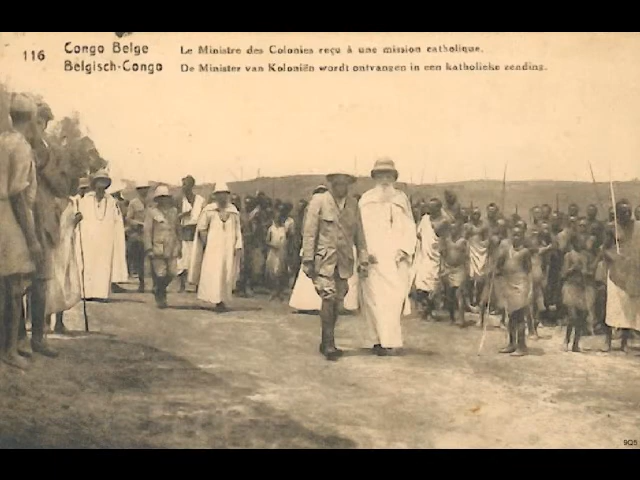 116
Congo Belge
Belgisch-Congo
Le Ministre des Colonies reçu à une mission catholique.
De Minister van Koloniën wordt ontvangen in een katholieke zending.
9Q5